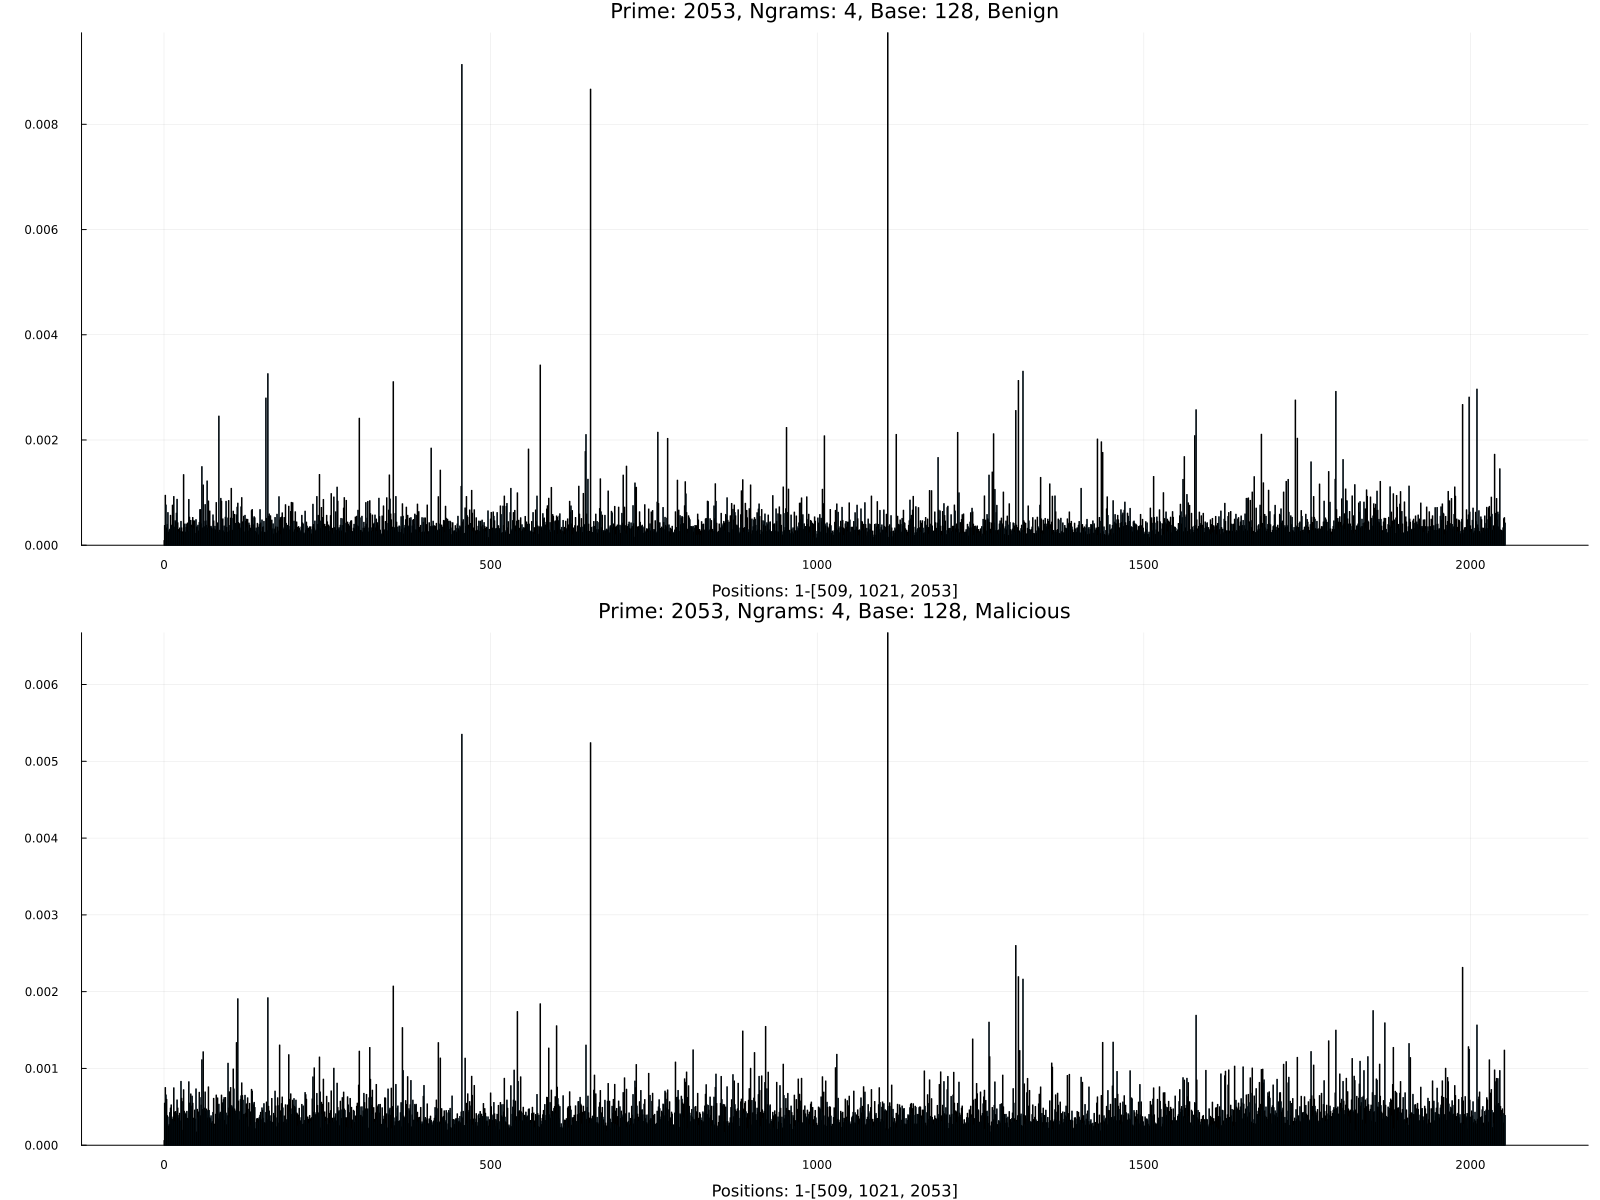 Prime: 2053, Ngrams: 4, Base: 128, Benign
0.008
0.006
0.004
0.002
0.000
0 500 1000 1500 2000
Positions: 1-[509, 1021, 2053]
Prime: 2053, Ngrams: 4, Base: 128, Malicious
0.006
0.005
0.004
0.003
0.002
0.001
0.000
0 500 1000 1500 2000
Positions: 1-[509, 1021, 2053]